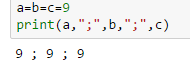 a=b=c=9
print(a,";",b,";",c)
9 ; 9 ; 9